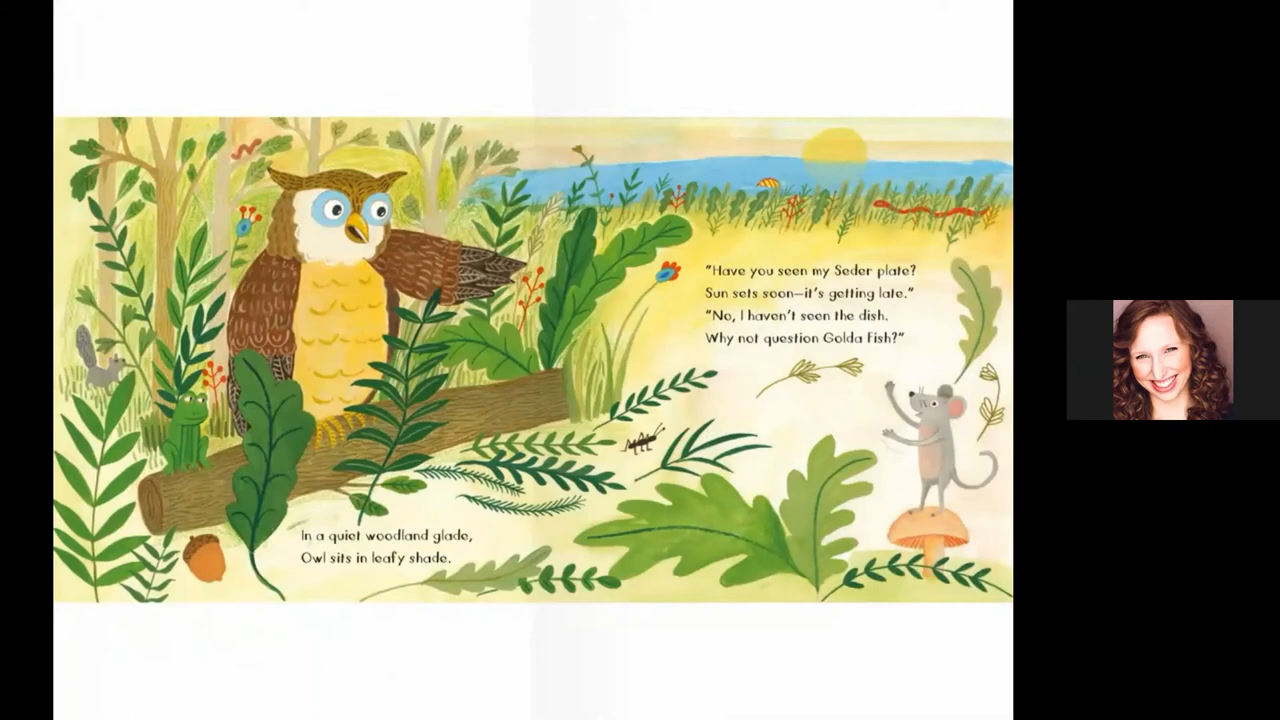 In a quiet woodland glade,
Owl sits in leafy shade.
"Have you seen my Seder plate?
Sun sets soon—it's getting late."
"No, I haven't seen the dish.
Why not question Golda Fish?"